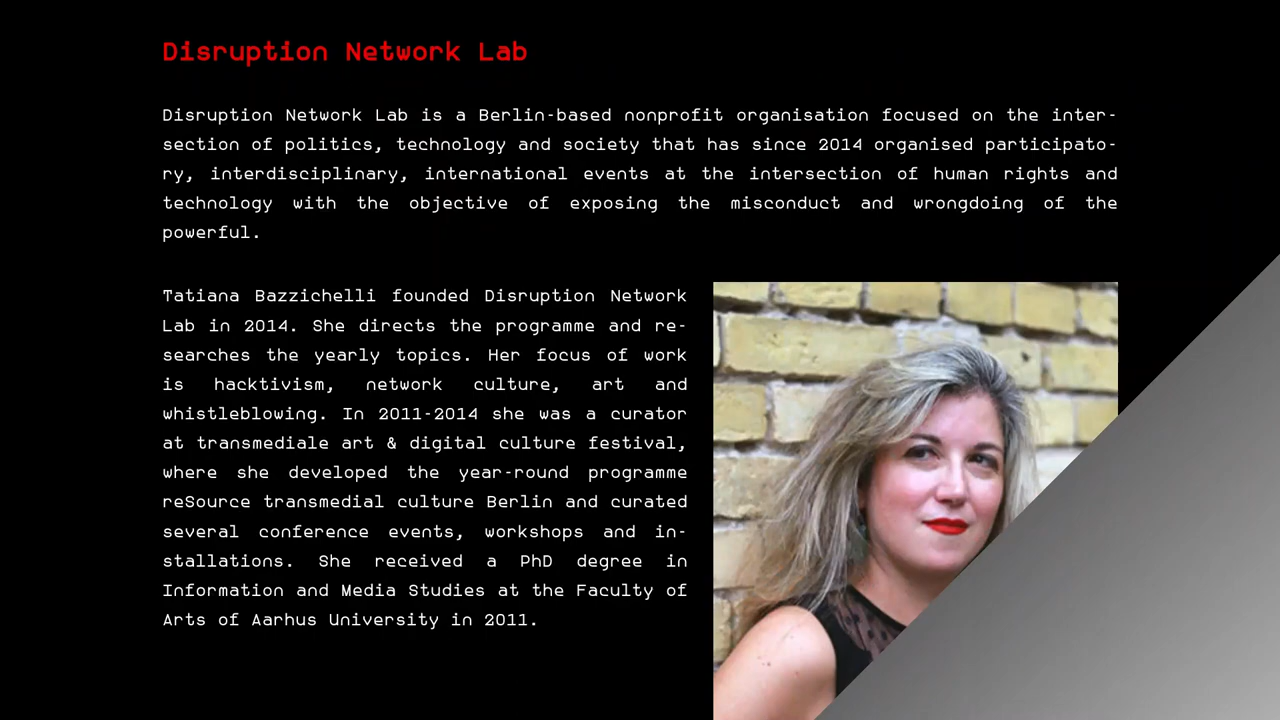 Disruption Network Lab
Disruption Network Lab is a Berlin-based nonprofit organisation focused on the inter-
section of politics, technology and society that has since 2014 organised participato-
ry, interdisciplinary, international events at the intersection of human rights and
technology with the objective of exposing the misconduct and wrongdoing of the
powerful.
Tatiana Bazzichelli founded Disruption Network
Lab in 2014. She directs the programme and re-
searches the yearly topics. Her focus of work
is hacktivism, network culture, art and
whistleblowing. In 2011-2014 she was a curator
at transmediale art & digital culture festival,
where she developed the year-round programme
reSource transmedial culture Berlin and curated
several conference events, workshops and in-
stallations. She received a PhD degree in
Information and Media Studies at the Faculty of
Arts of Aarhus University in 2011.